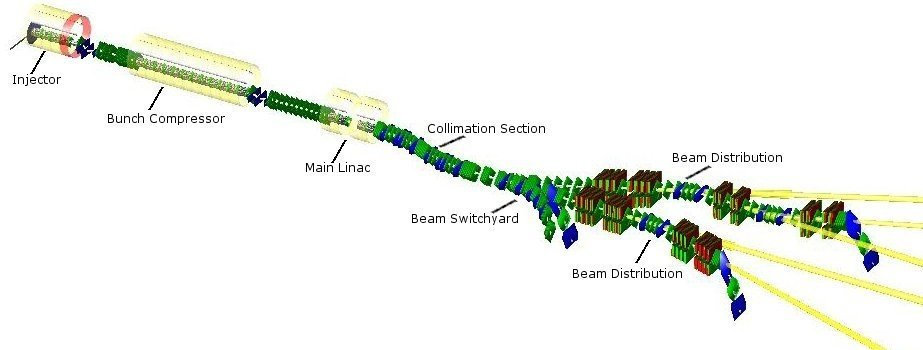 Injector
Bunch Compressor
Main Linac
Collimation Section
Beam Switchyard
Beam Distribution
Beam Distribution